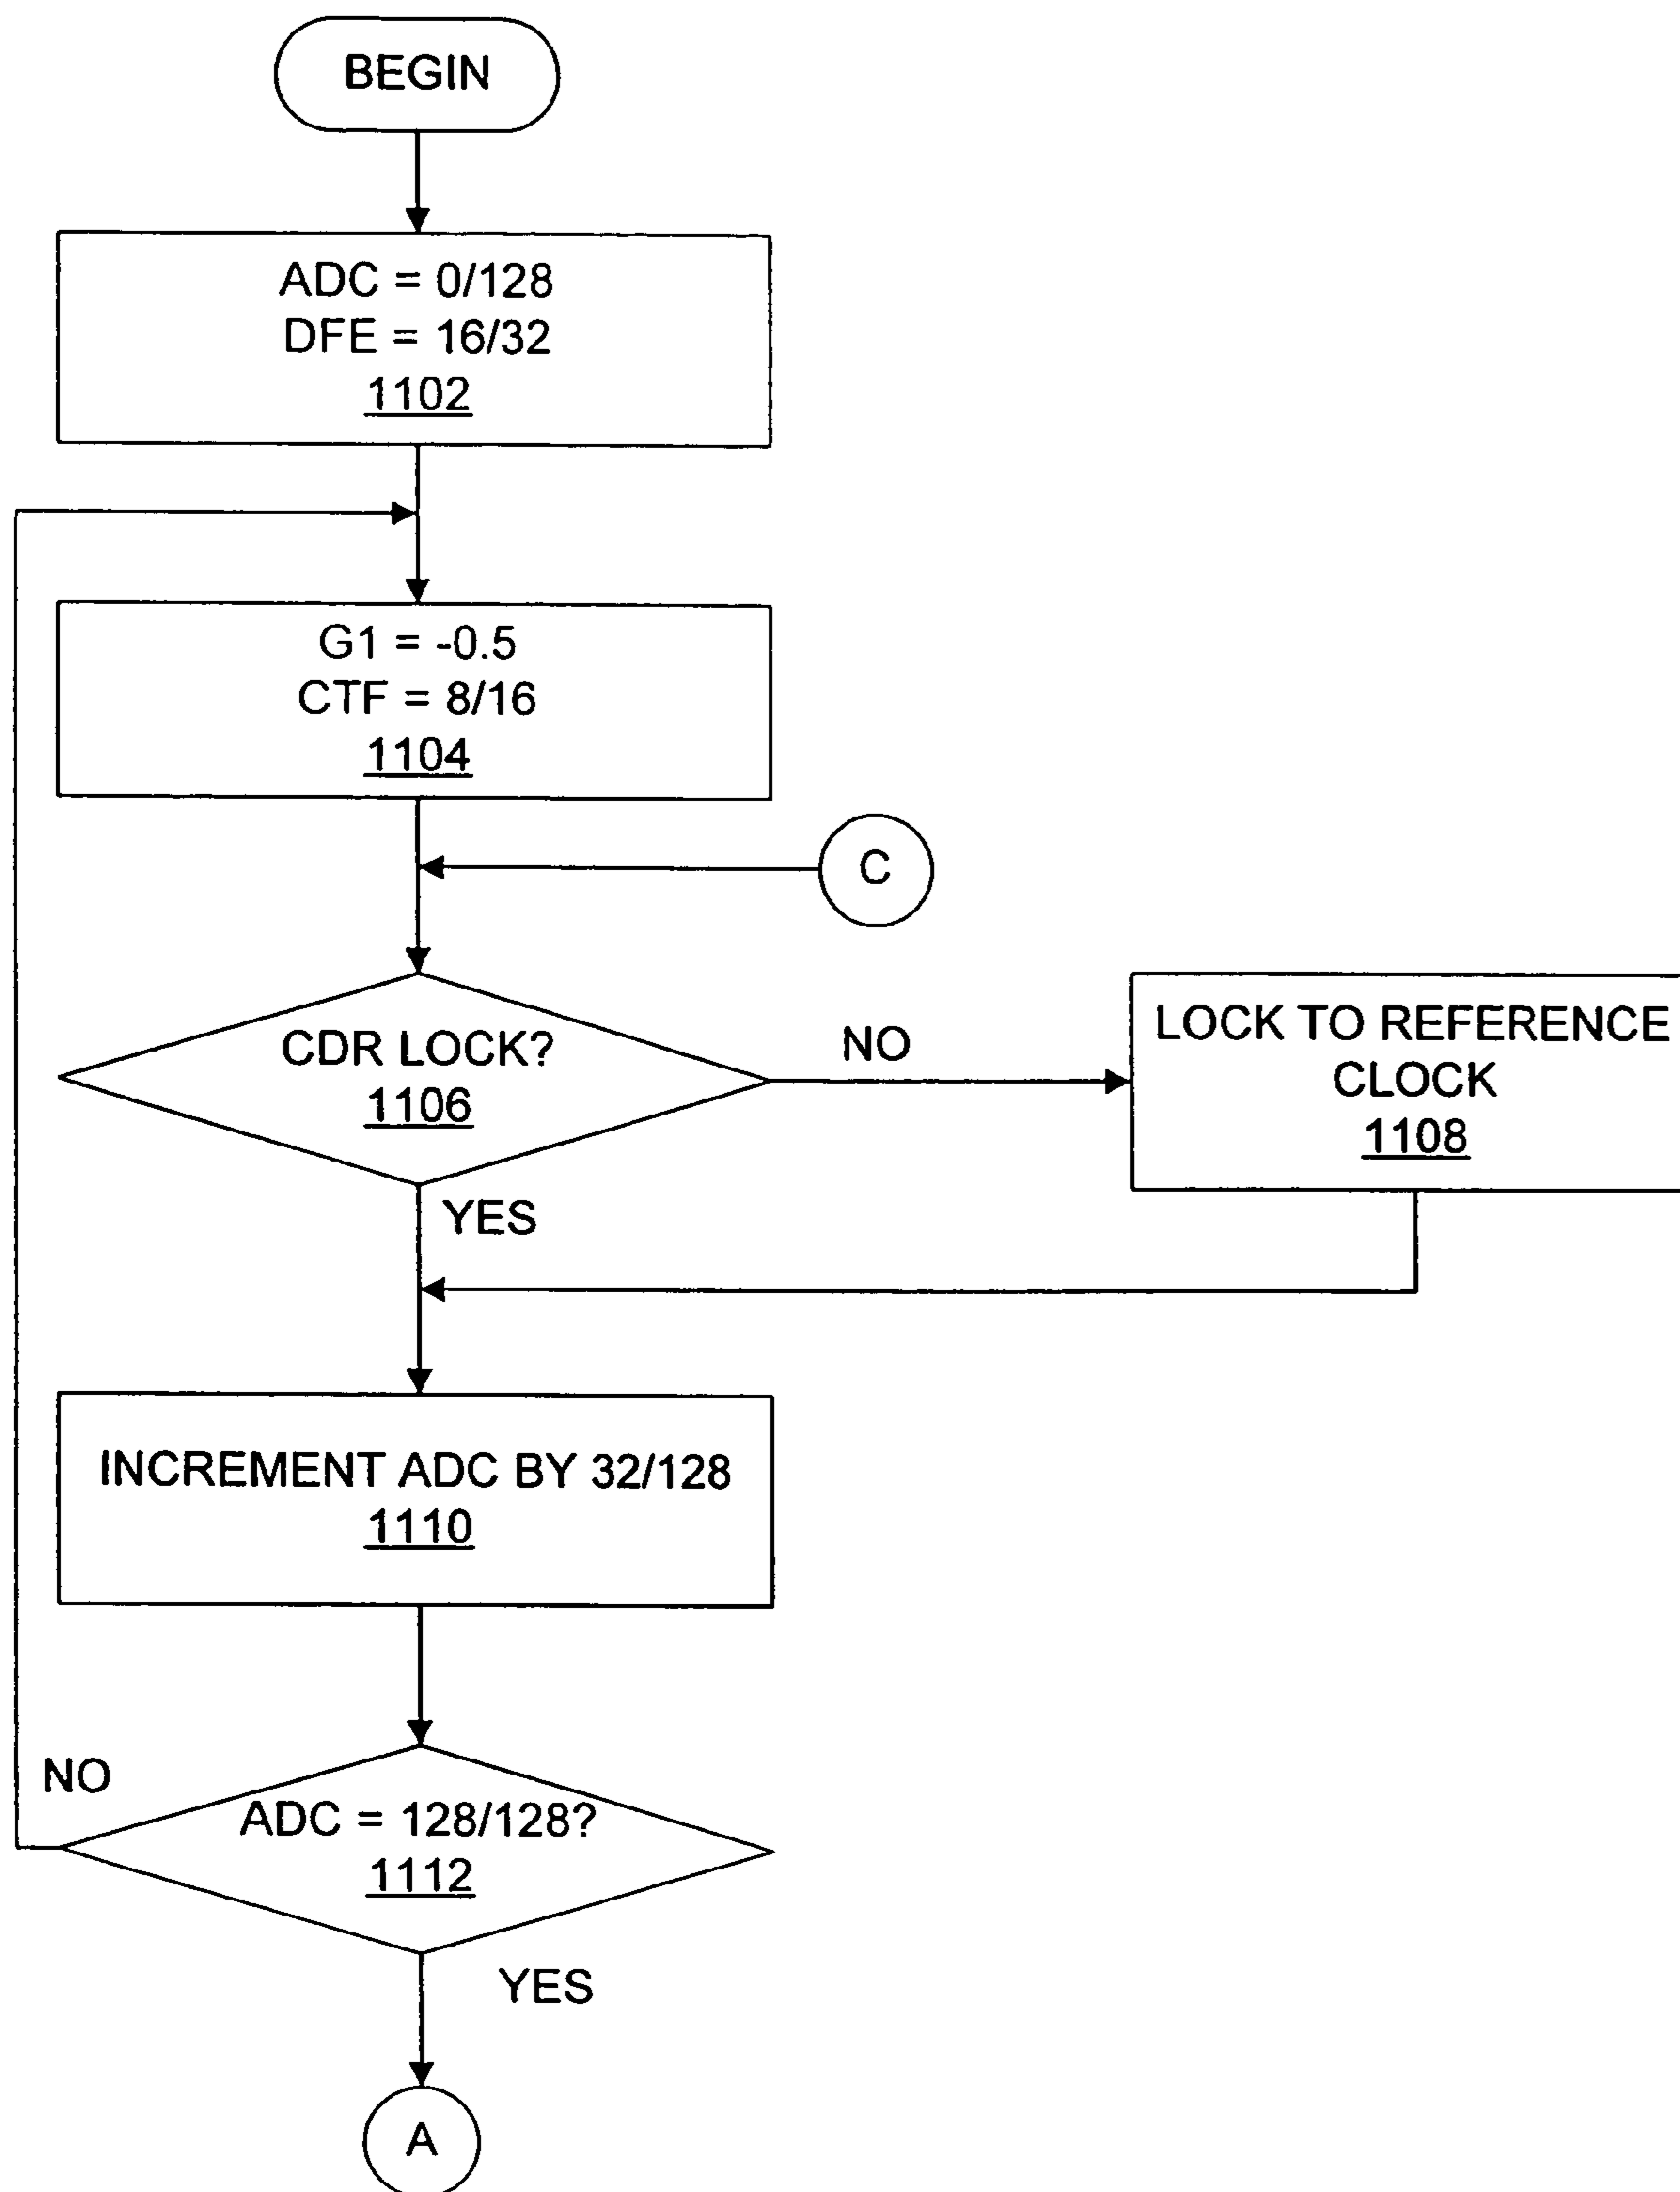 BEGIN
ADC = 0/128
DFE = 16/32
1102
G1 = -0.5
CTF = 8/16
1104
C
CDR LOCK?
1106
NO
LOCK TO REFERENCE
CLOCK
1108
YES
INCREMENT ADC BY 32/128
1110
NO
ADC = 128/128?
1112
YES
A